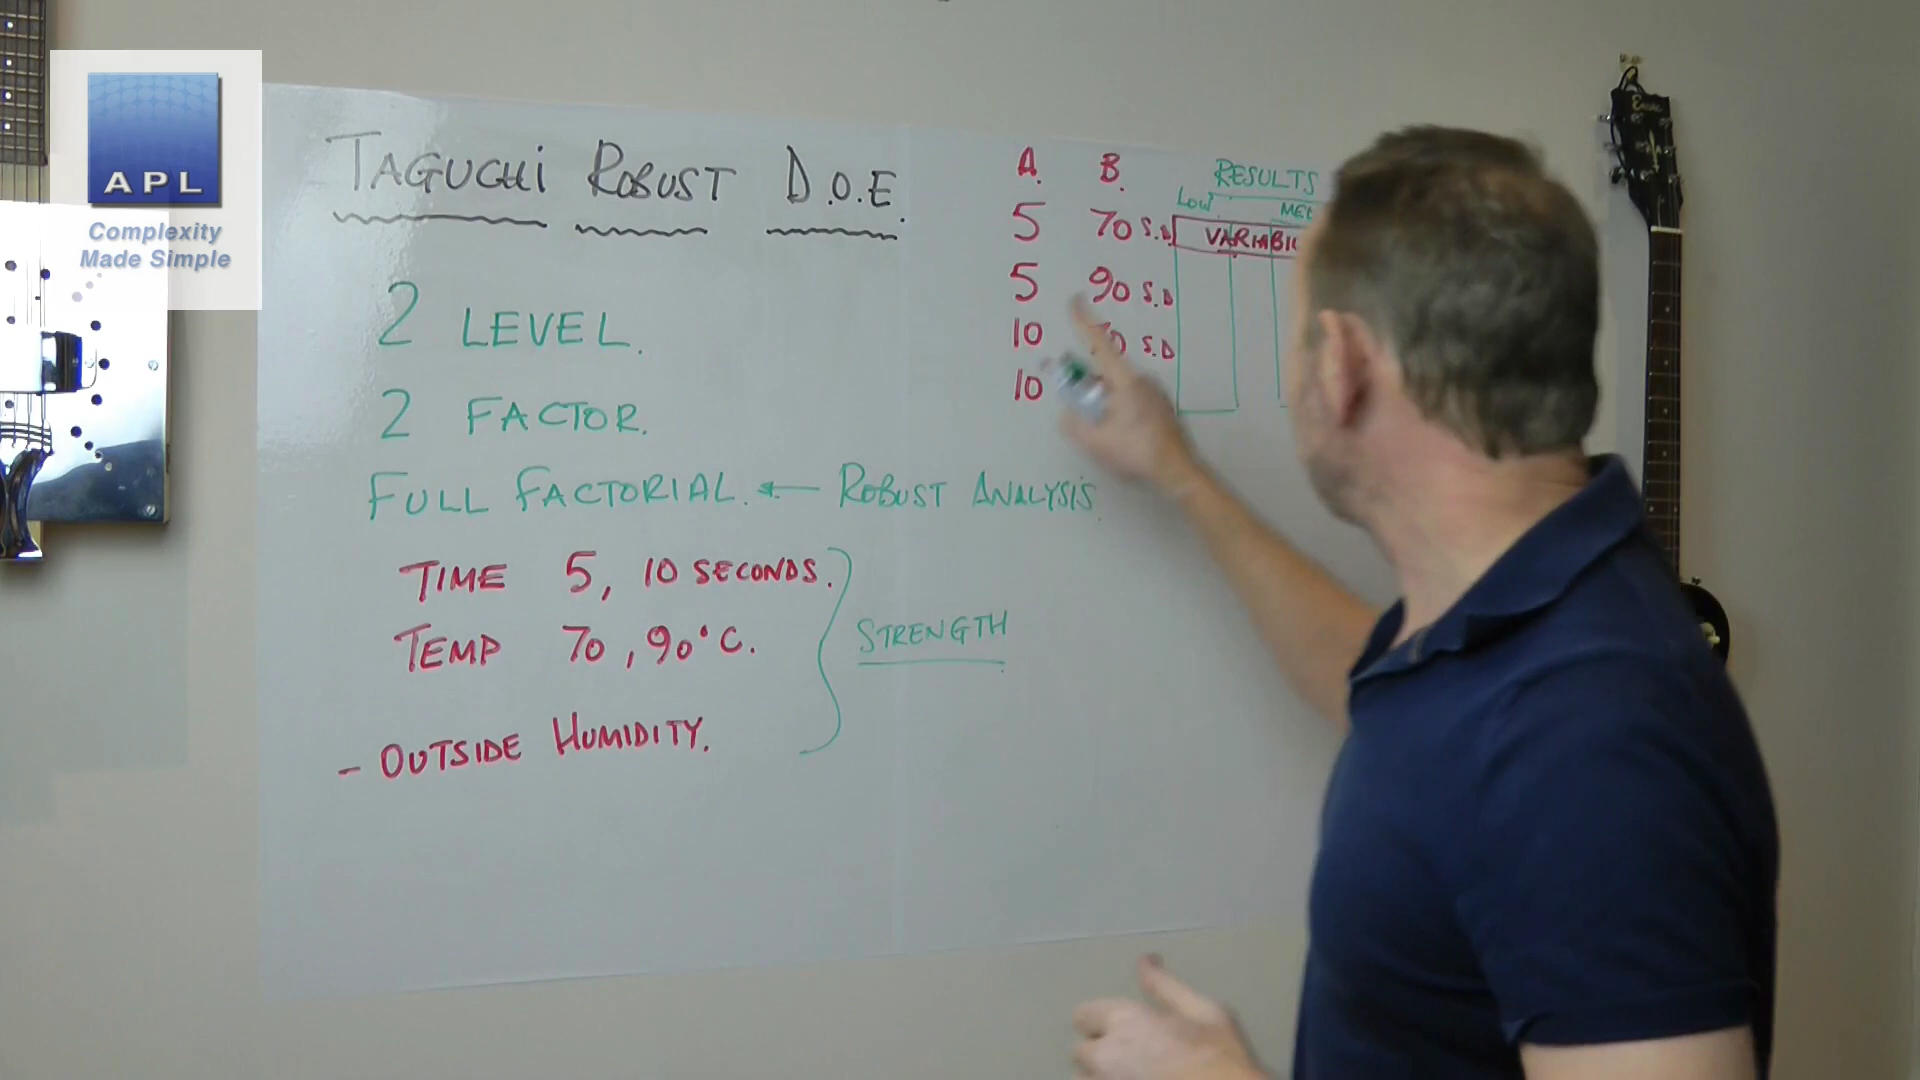 APL
Complexity
Made Simple
TAGUCHi ROBUST D.O.E.
2 LEVEL.
2 FACTOR.
FULL FACTORIAL. ← ROBUST ANALYSIS.
TIME 5, 10 SECONDS.
TEMP 70, 90°C.
STRENGTH
- OUTSIDE HUMIDITY.
A. B. RESULTS
LOW
5 70 S.D
5 90 S.D
10 S.D
10